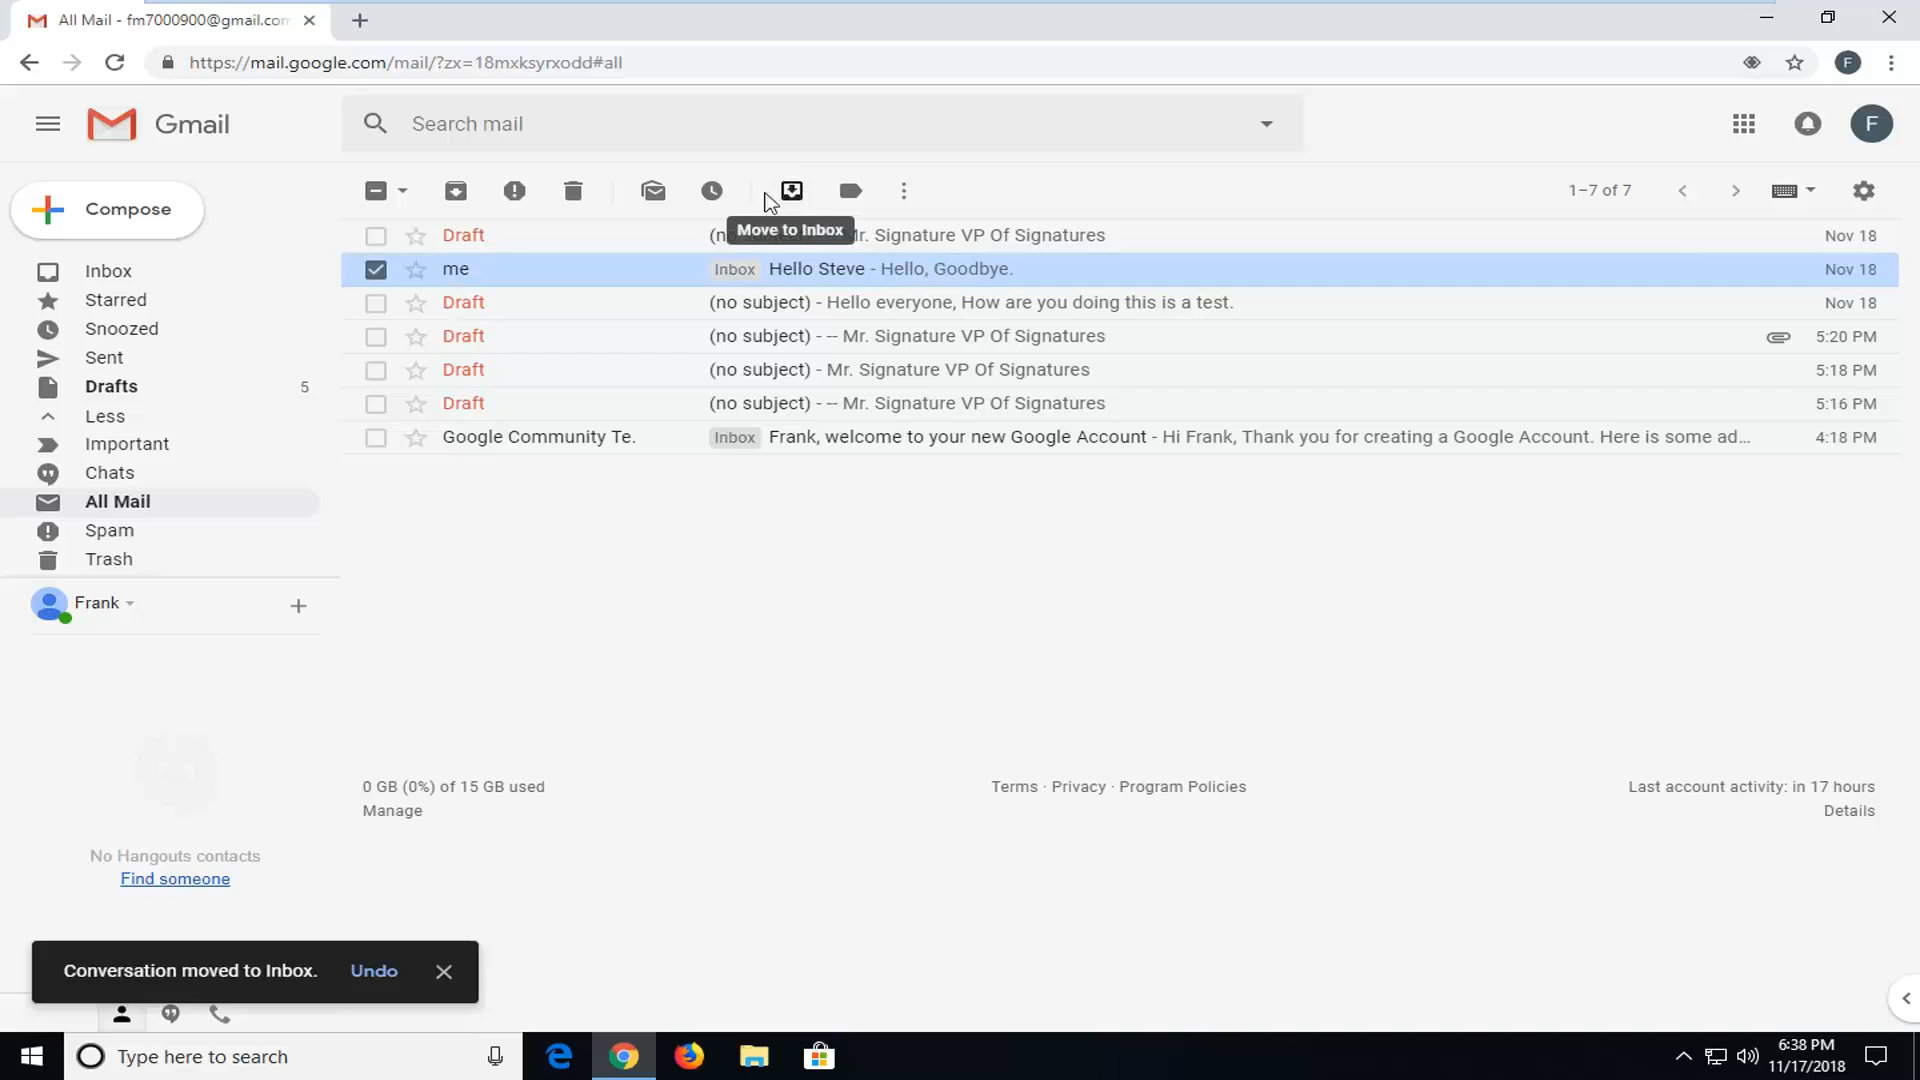 All Mail - fm7000900@gmail.com
https://mail.google.com/mail/?zx=18mxksyrxodd#all
F
Gmail
Search mail
F
Compose
1–7 of 7
Move to Inbox
Draft (no Mr. Signature VP Of Signatures Nov 18
me Inbox Hello Steve - Hello, Goodbye. Nov 18
Draft (no subject) - Hello everyone, How are you doing this is a test. Nov 18
Draft (no subject) - -- Mr. Signature VP Of Signatures 5:20 PM
Draft (no subject) - Mr. Signature VP Of Signatures 5:18 PM
Draft (no subject) - -- Mr. Signature VP Of Signatures 5:16 PM
Google Community Te. Inbox Frank, welcome to your new Google Account - Hi Frank, Thank you for creating a Google Account. Here is some ad... 4:18 PM
Inbox
Starred
Snoozed
Sent
Drafts 5
Less
Important
Chats
All Mail
Spam
Trash
Frank
No Hangouts contacts
Find someone
0 GB (0%) of 15 GB used
Manage
Terms · Privacy · Program Policies
Last account activity: in 17 hours
Details
Conversation moved to Inbox. Undo
Type here to search
6:38 PM
11/17/2018